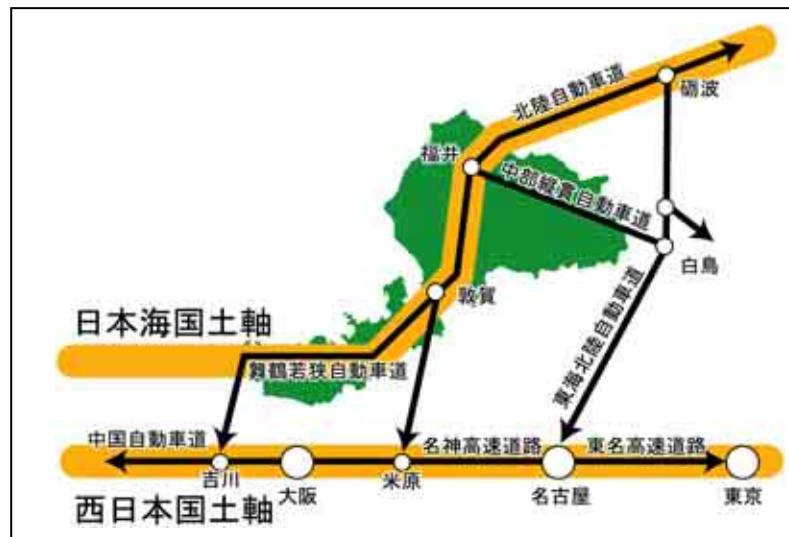 北陸自動車道
砺波
福井
中部縦貫自動車道
白鳥
敦賀
東海北陸自動車道
日本海国土軸
舞鶴若狭自動車道
中国自動車道
名神高速道路
東名高速道路
吉川
大阪
米原
名古屋
東京
西日本国土軸